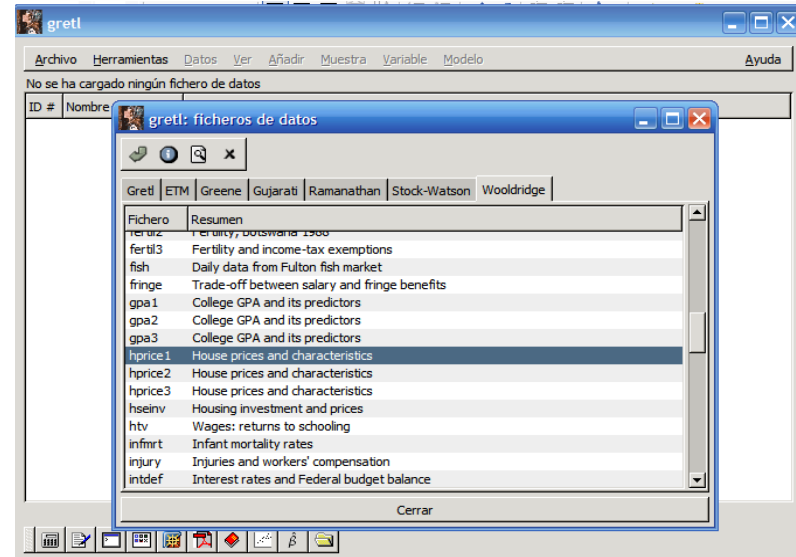 gretl
Archivo Herramientas Datos Ver Añadir Muestra Variable Modelo Ayuda
No se ha cargado ningún fichero de datos
ID # Nombre
gretl: ficheros de datos
Gretl ETM Greene Gujarati Ramanathan Stock-Watson Wooldridge
Fichero Resumen
fertil2 Fertility, Botswana 1988
fertil3 Fertility and income-tax exemptions
fish Daily data from Fulton fish market
fringe Trade-off between salary and fringe benefits
gpa1 College GPA and its predictors
gpa2 College GPA and its predictors
gpa3 College GPA and its predictors
hprice1 House prices and characteristics
hprice2 House prices and characteristics
hprice3 House prices and characteristics
hseinv Housing investment and prices
htv Wages: returns to schooling
infmrt Infant mortality rates
injury Injuries and workers' compensation
intdef Interest rates and Federal budget balance
Cerrar
β̂